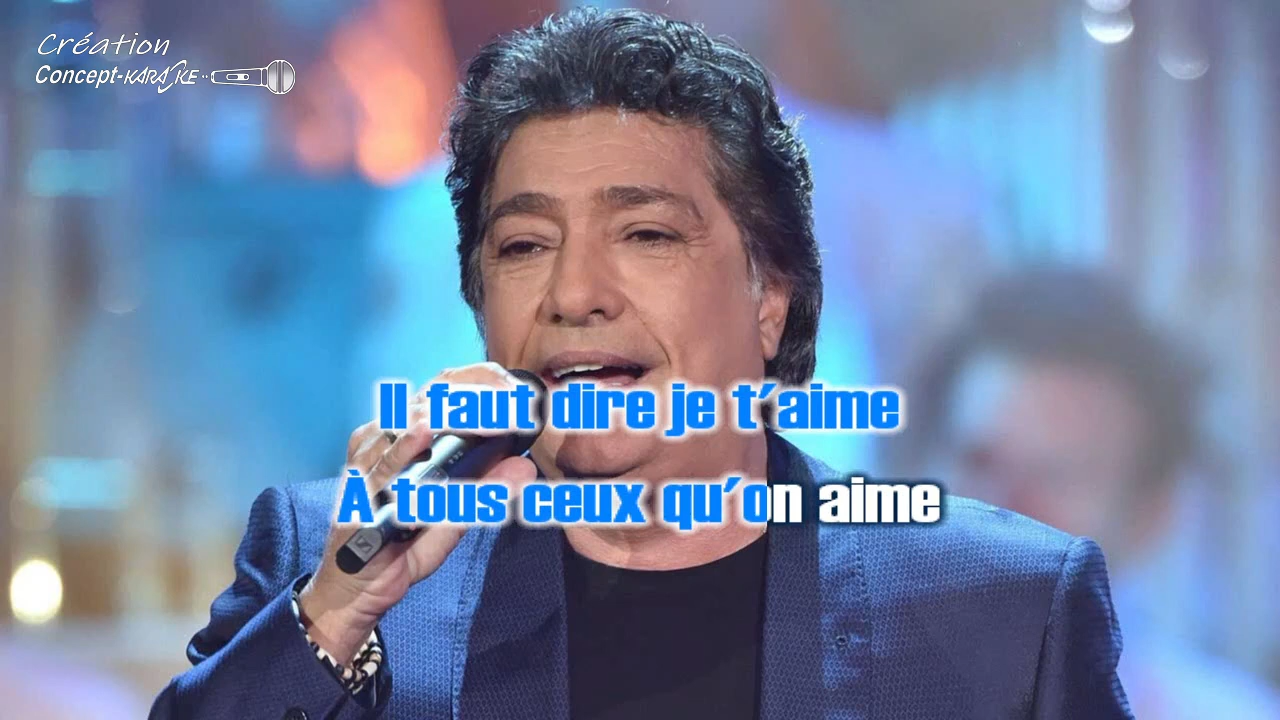 Création
Concept-KARAOKE
Il faut dire je t'aime
À tous ceux qu'on aime